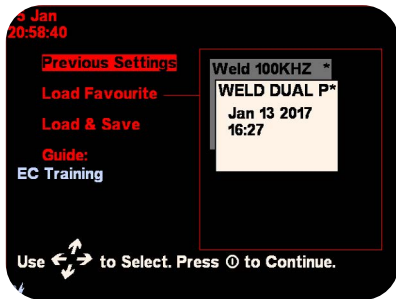 5 Jan
20:58:40
Previous Settings
Load Favourite
Load & Save
Guide:
EC Training
Weld 100KHZ *
WELD DUAL P*
Jan 13 2017
16:27
Use to Select. Press to Continue.